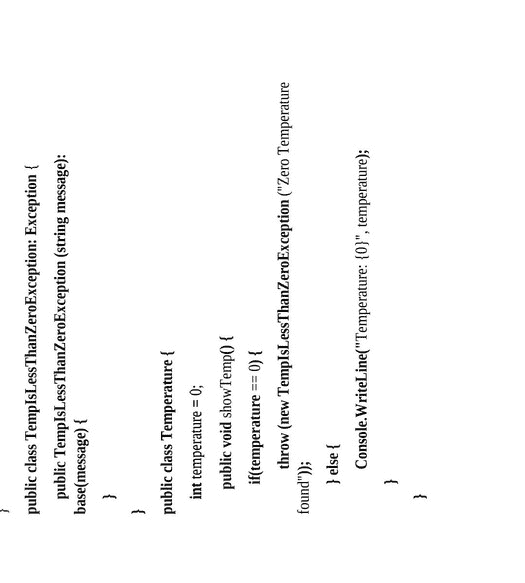 }
public class TempIsLessThanZeroException: Exception {
public TempIsLessThanZeroException (string message):
base(message) {
}
}
public class Temperature {
int temperature = 0;
public void showTemp() {
if(temperature == 0) {
throw (new TempIsLessThanZeroException ("Zero Temperature
found"));
} else {
Console.WriteLine("Temperature: {0}", temperature);
}
}